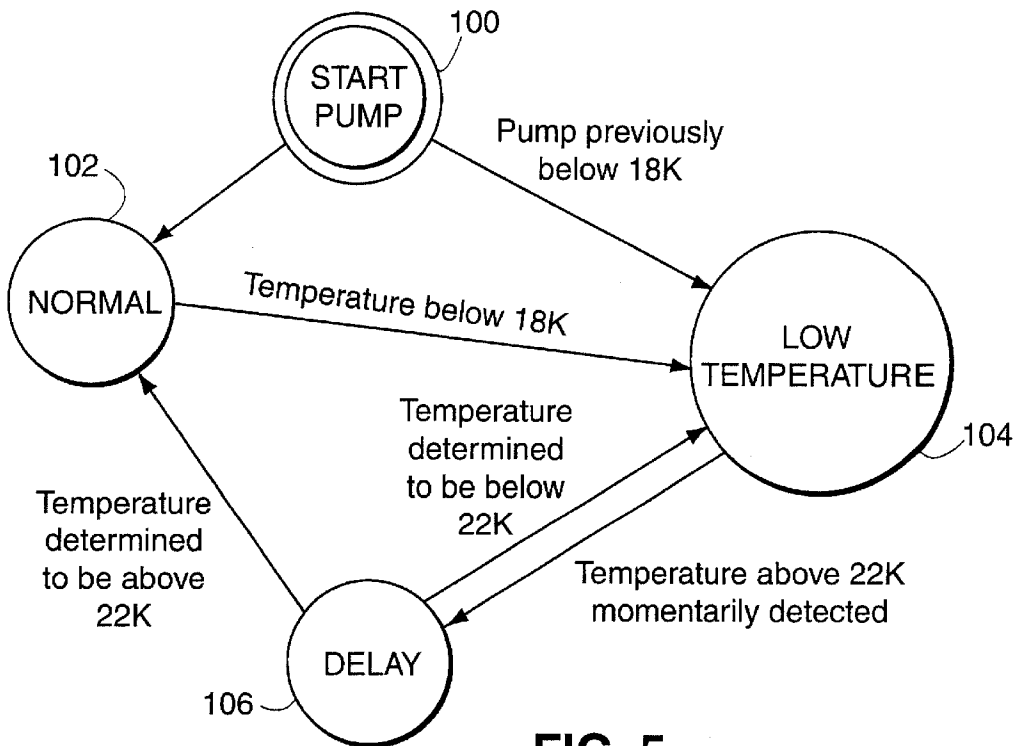 100
START
PUMP
Pump previously
below 18K
102
NORMAL
Temperature below 18K
LOW
TEMPERATURE
104
Temperature
determined
to be below
22K
Temperature
determined
to be above
22K
Temperature above 22K
momentarily detected
DELAY
106
FIG. 5